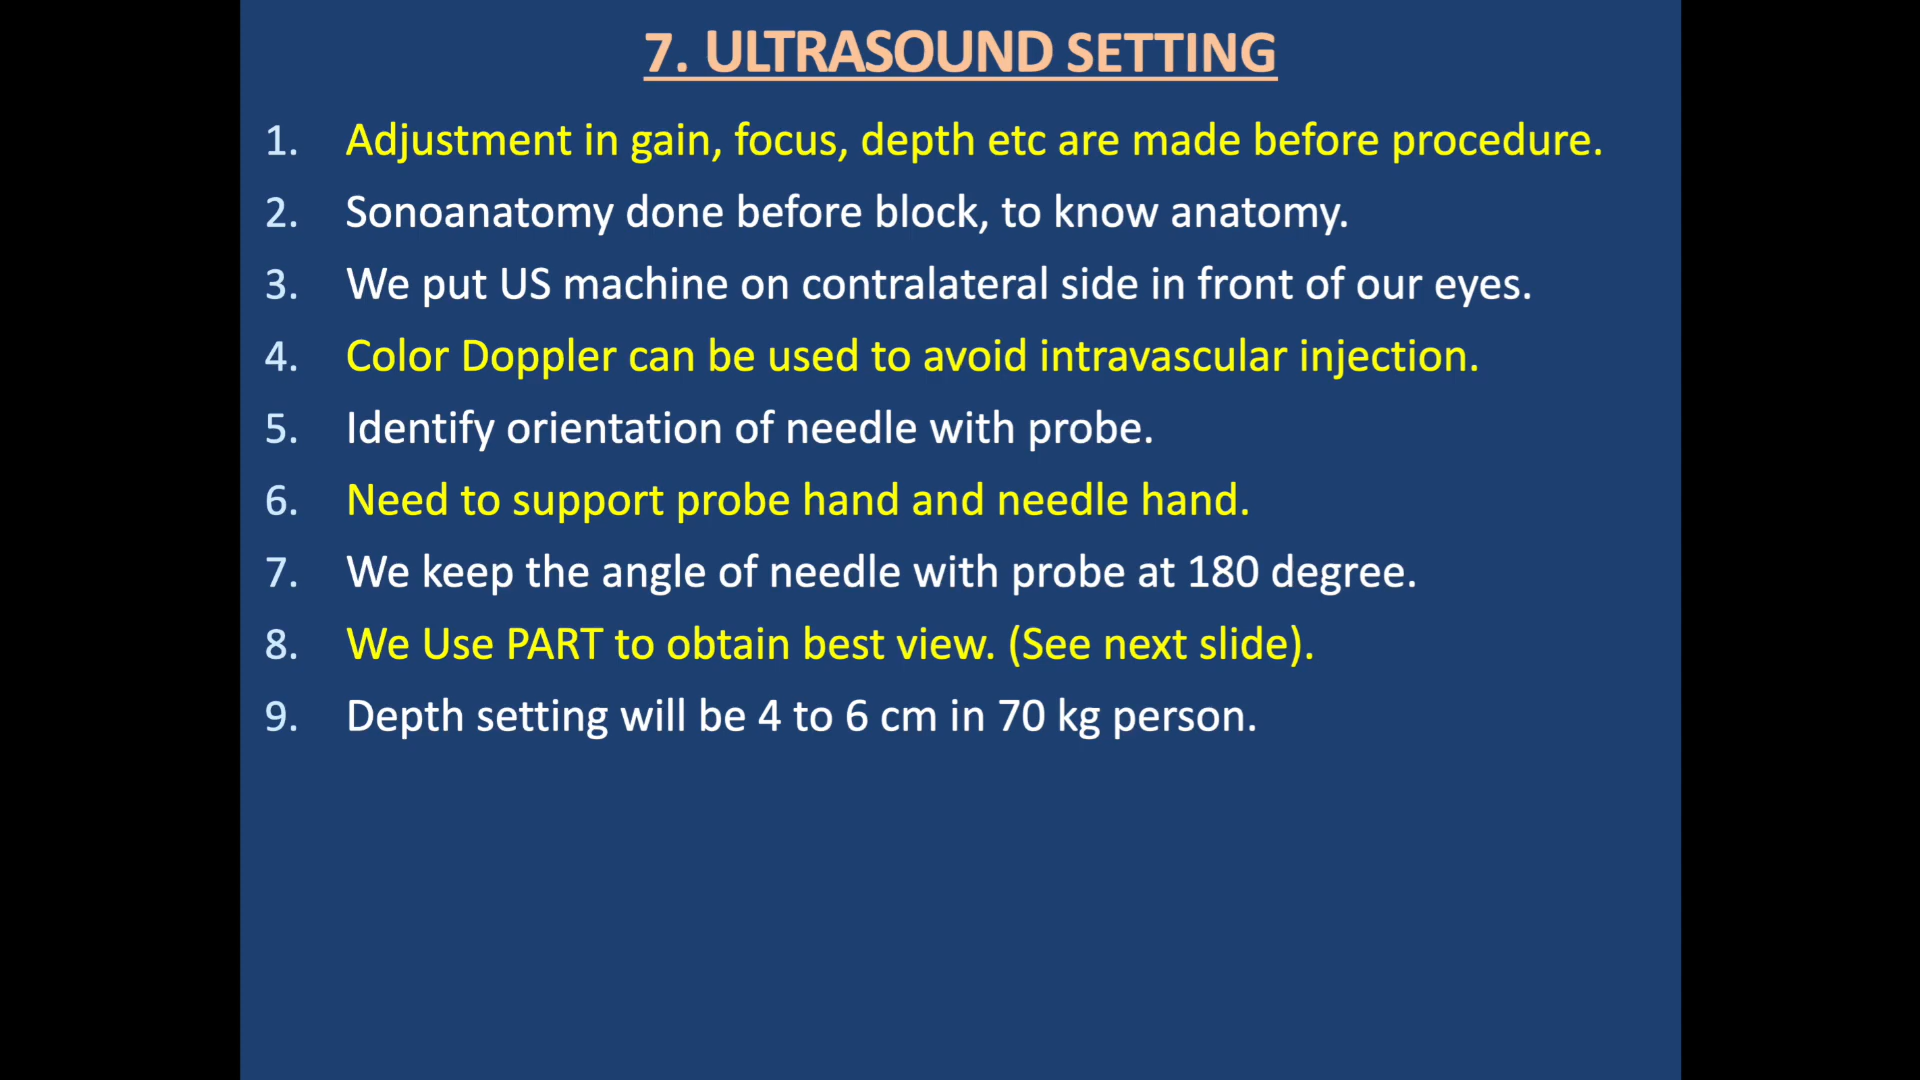 7. ULTRASOUND SETTING
1. Adjustment in gain, focus, depth etc are made before procedure.
2. Sonoanatomy done before block, to know anatomy.
3. We put US machine on contralateral side in front of our eyes.
4. Color Doppler can be used to avoid intravascular injection.
5. Identify orientation of needle with probe.
6. Need to support probe hand and needle hand.
7. We keep the angle of needle with probe at 180 degree.
8. We Use PART to obtain best view. (See next slide).
9. Depth setting will be 4 to 6 cm in 70 kg person.